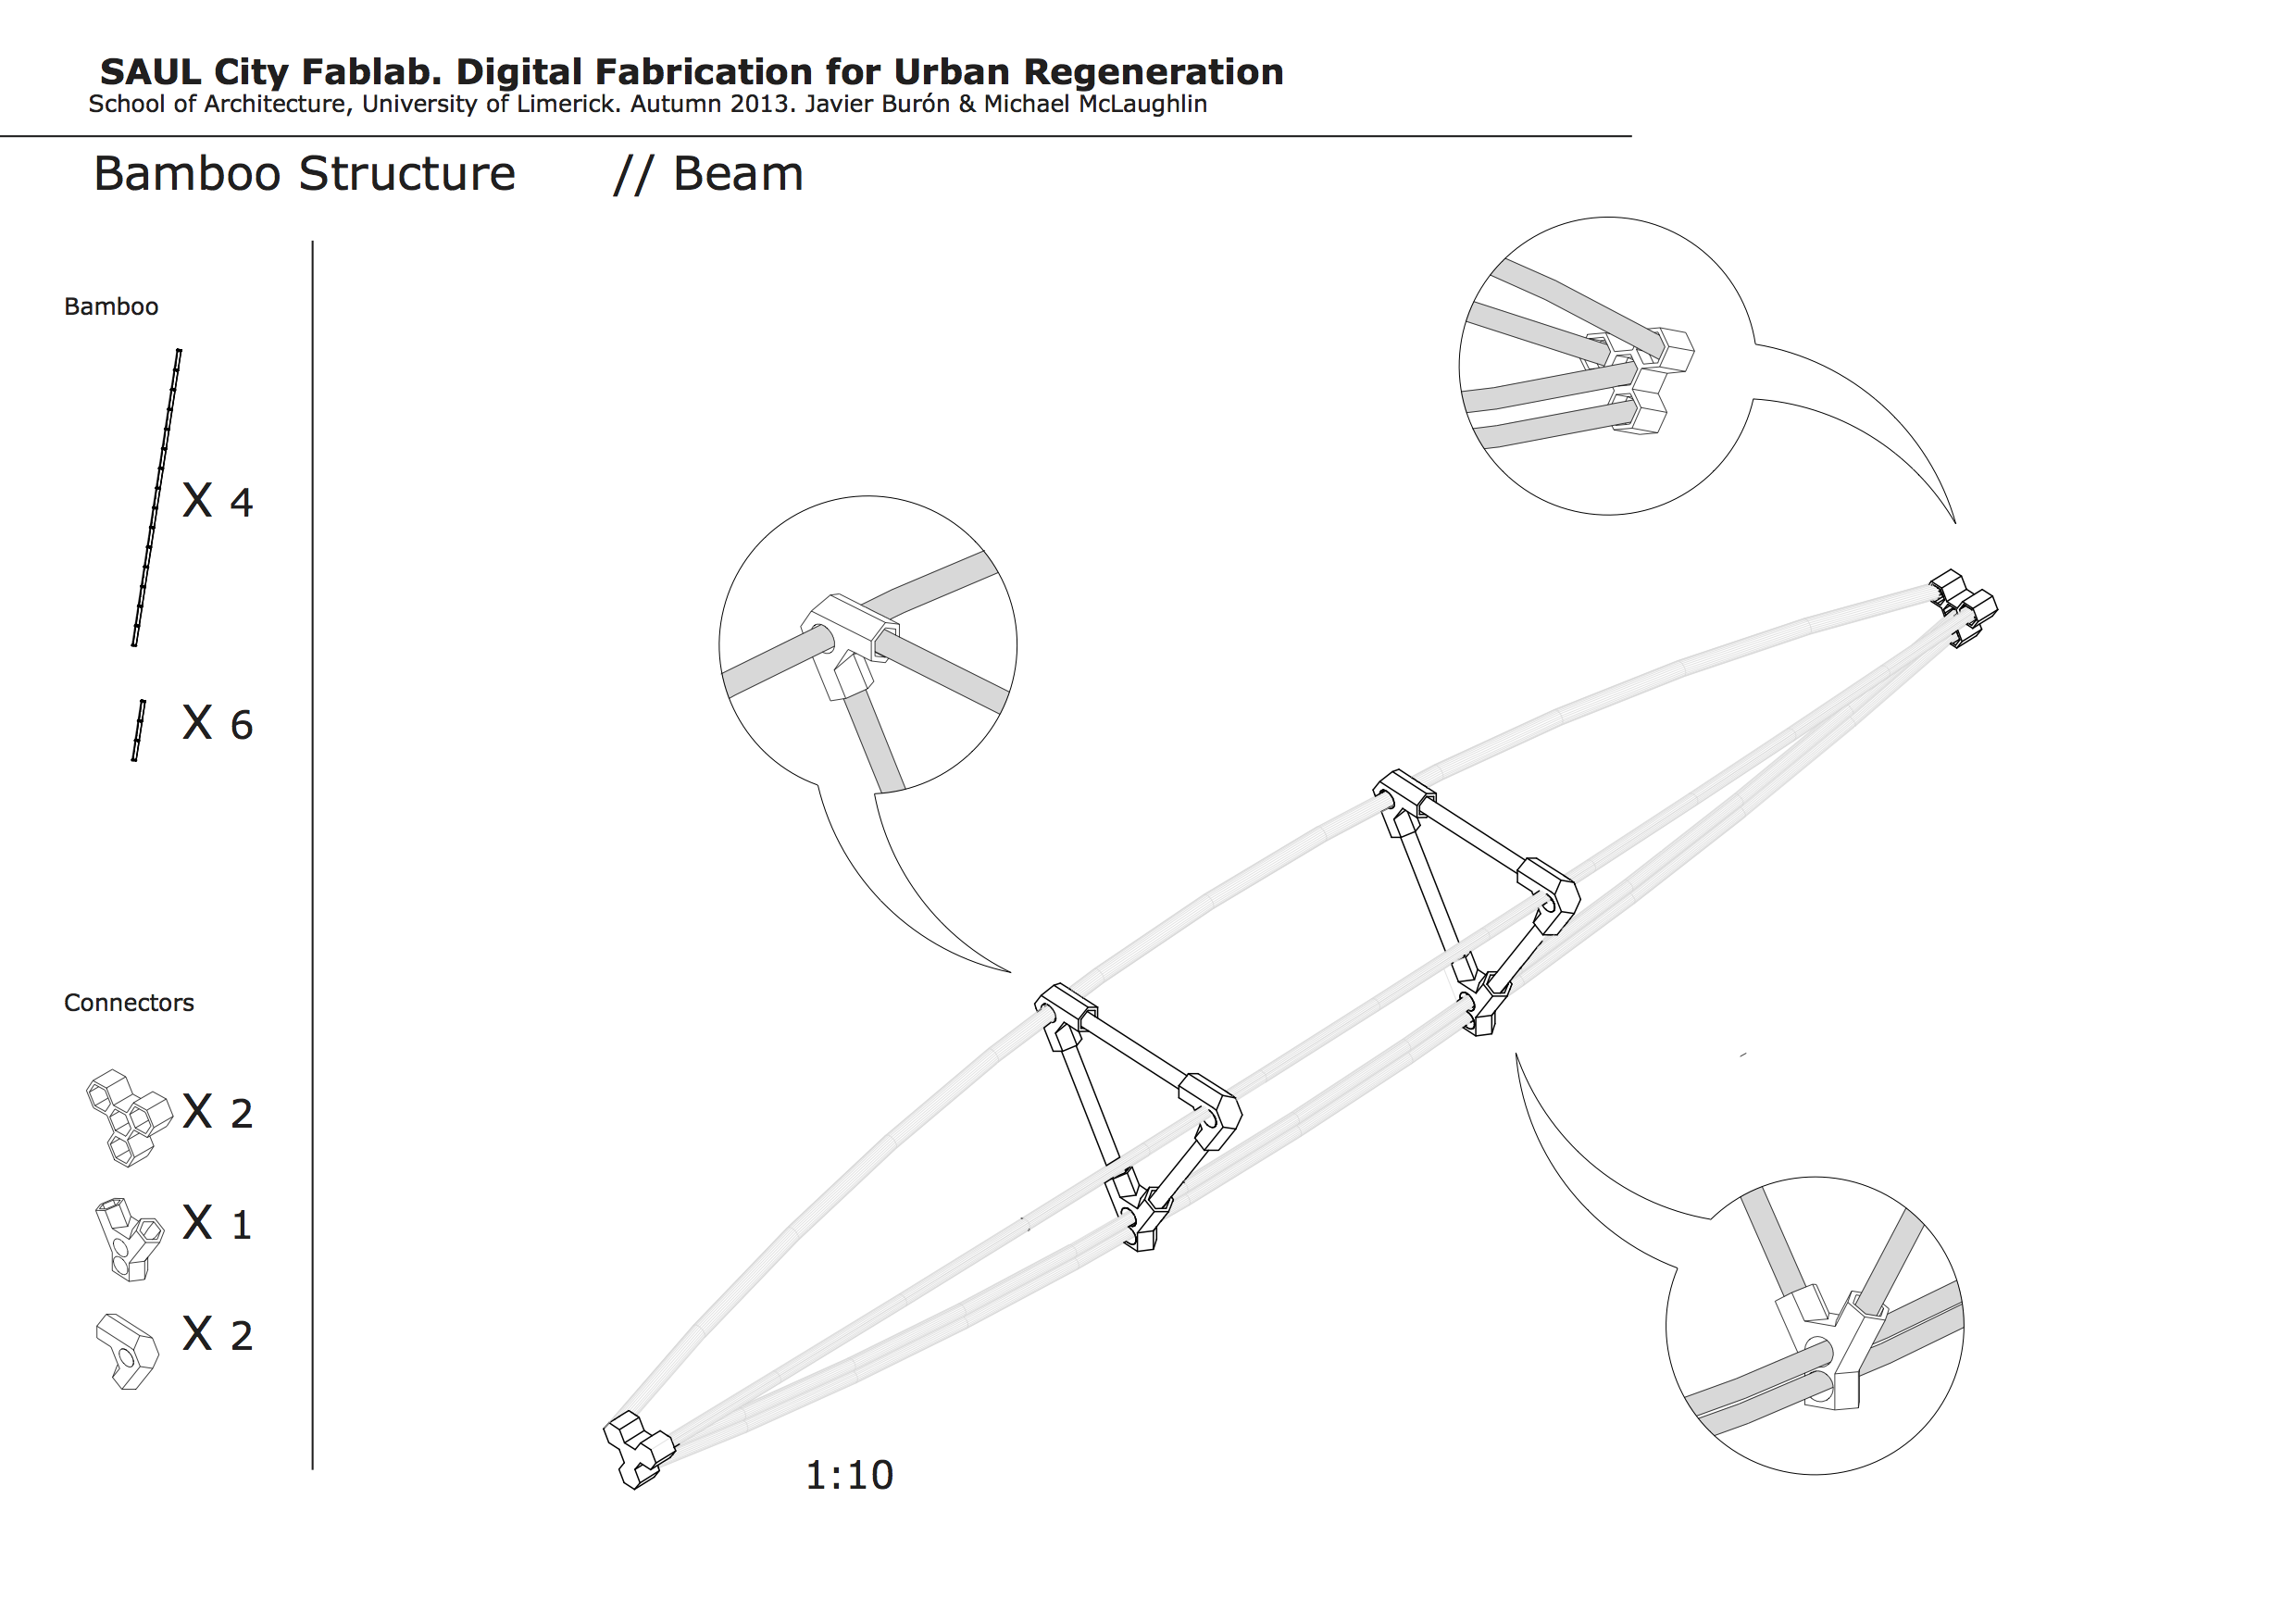 SAUL City Fablab. Digital Fabrication for Urban Regeneration
School of Architecture, University of Limerick. Autumn 2013. Javier Burón & Michael McLaughlin
Bamboo Structure // Beam
Bamboo
X 4
X 6
Connectors
X 2
X 1
X 2
1:10